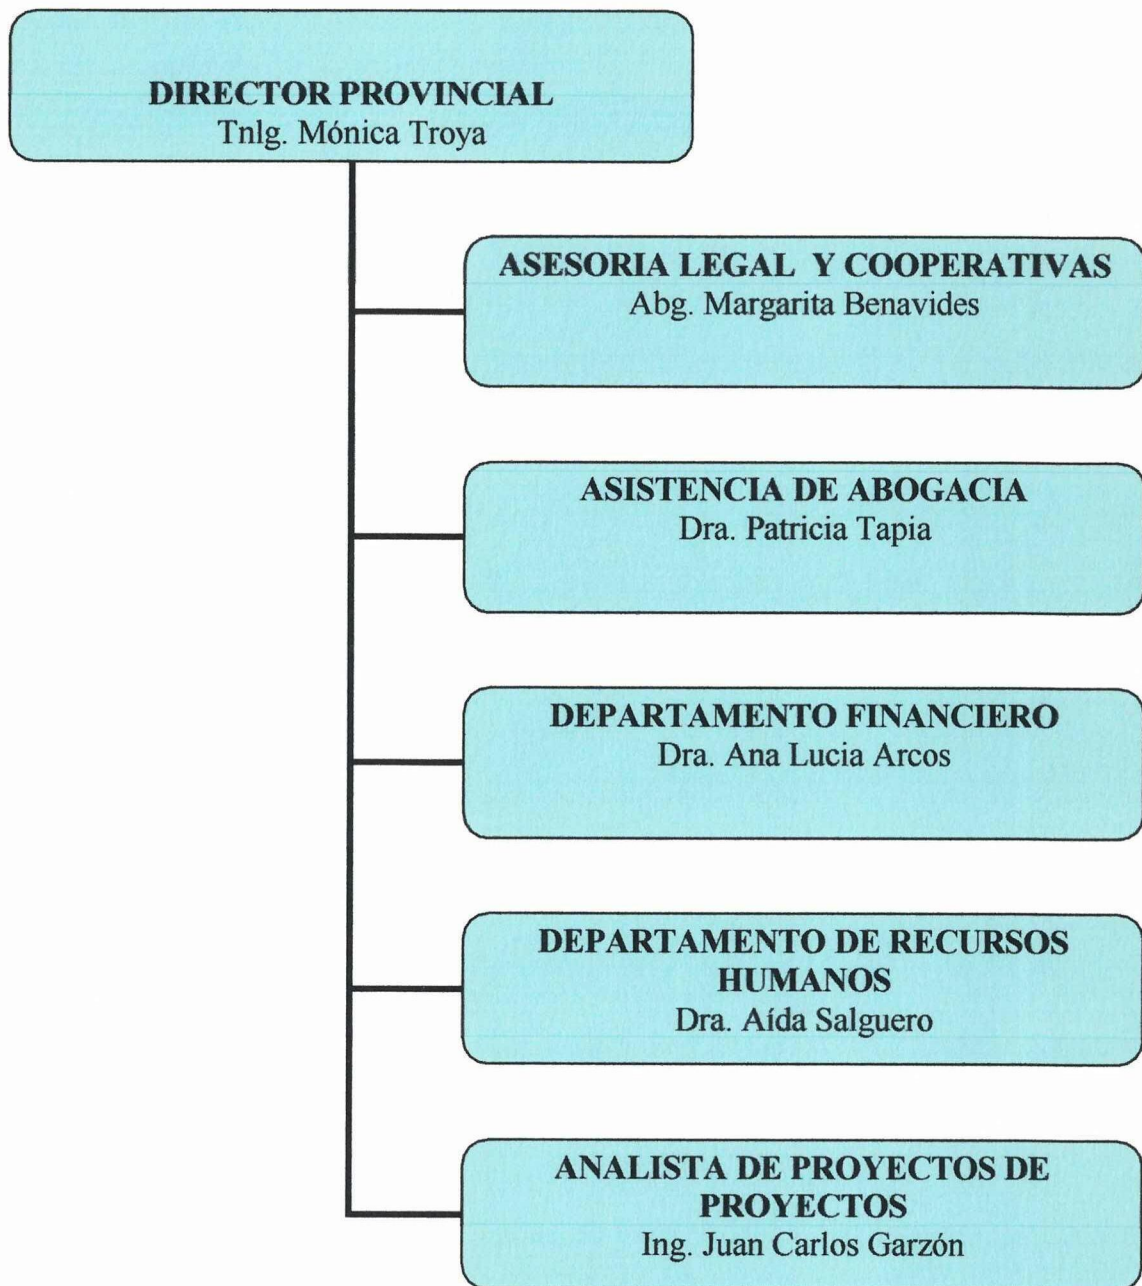 DIRECTOR PROVINCIAL
Tnlg. Mónica Troya
ASESORIA LEGAL Y COOPERATIVAS
Abg. Margarita Benavides
ASISTENCIA DE ABOGACIA
Dra. Patricia Tapia
DEPARTAMENTO FINANCIERO
Dra. Ana Lucia Arcos
DEPARTAMENTO DE RECURSOS
HUMANOS
Dra. Aída Salguero
ANALISTA DE PROYECTOS DE
PROYECTOS
Ing. Juan Carlos Garzón